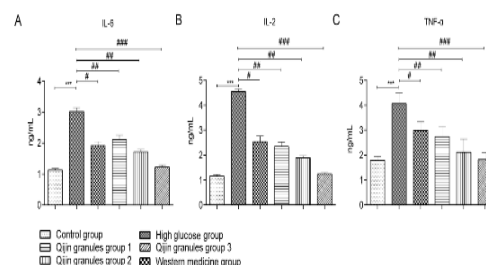 A
IL-6
###
##
##
#
***
ng/mL
4
3
2
1
0
B
IL-2
###
##
##
#
***
ng/mL
5
4
3
2
1
0
C
TNF-α
###
##
##
#
***
ng/mL
5
4
3
2
1
0
Control group
High glucose group
Qijin granules group 1
Qijin granules group 3
Qijin granules group 2
Western medicine group